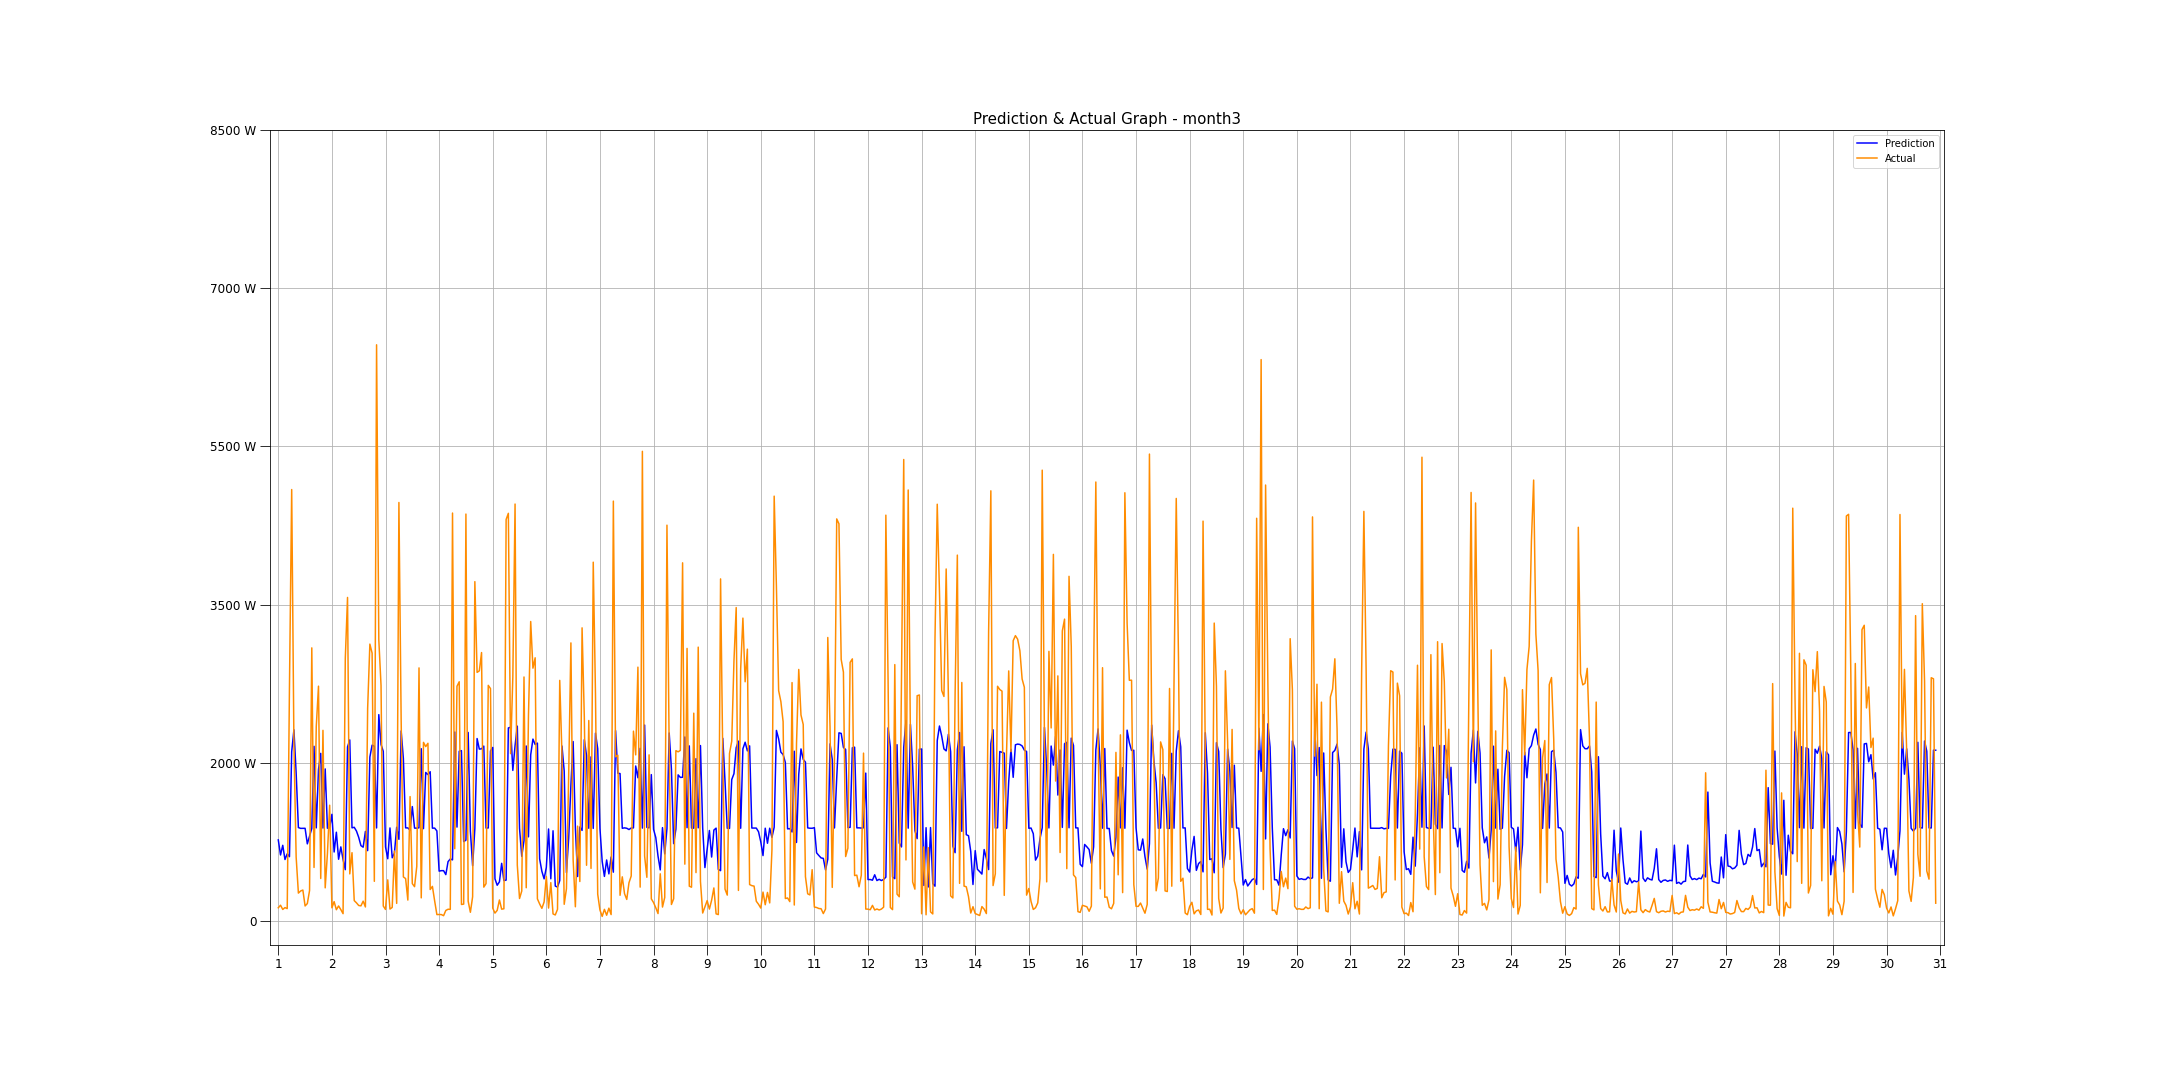 Prediction & Actual Graph - month3
8500 W
Prediction
Actual
7000 W
5500 W
3500 W
2000 W
0
1 2 3 4 5 6 7 8 9 10 11 12 13 14 15 16 17 18 19 20 21 22 23 24 25 26 27 27 28 29 30 31